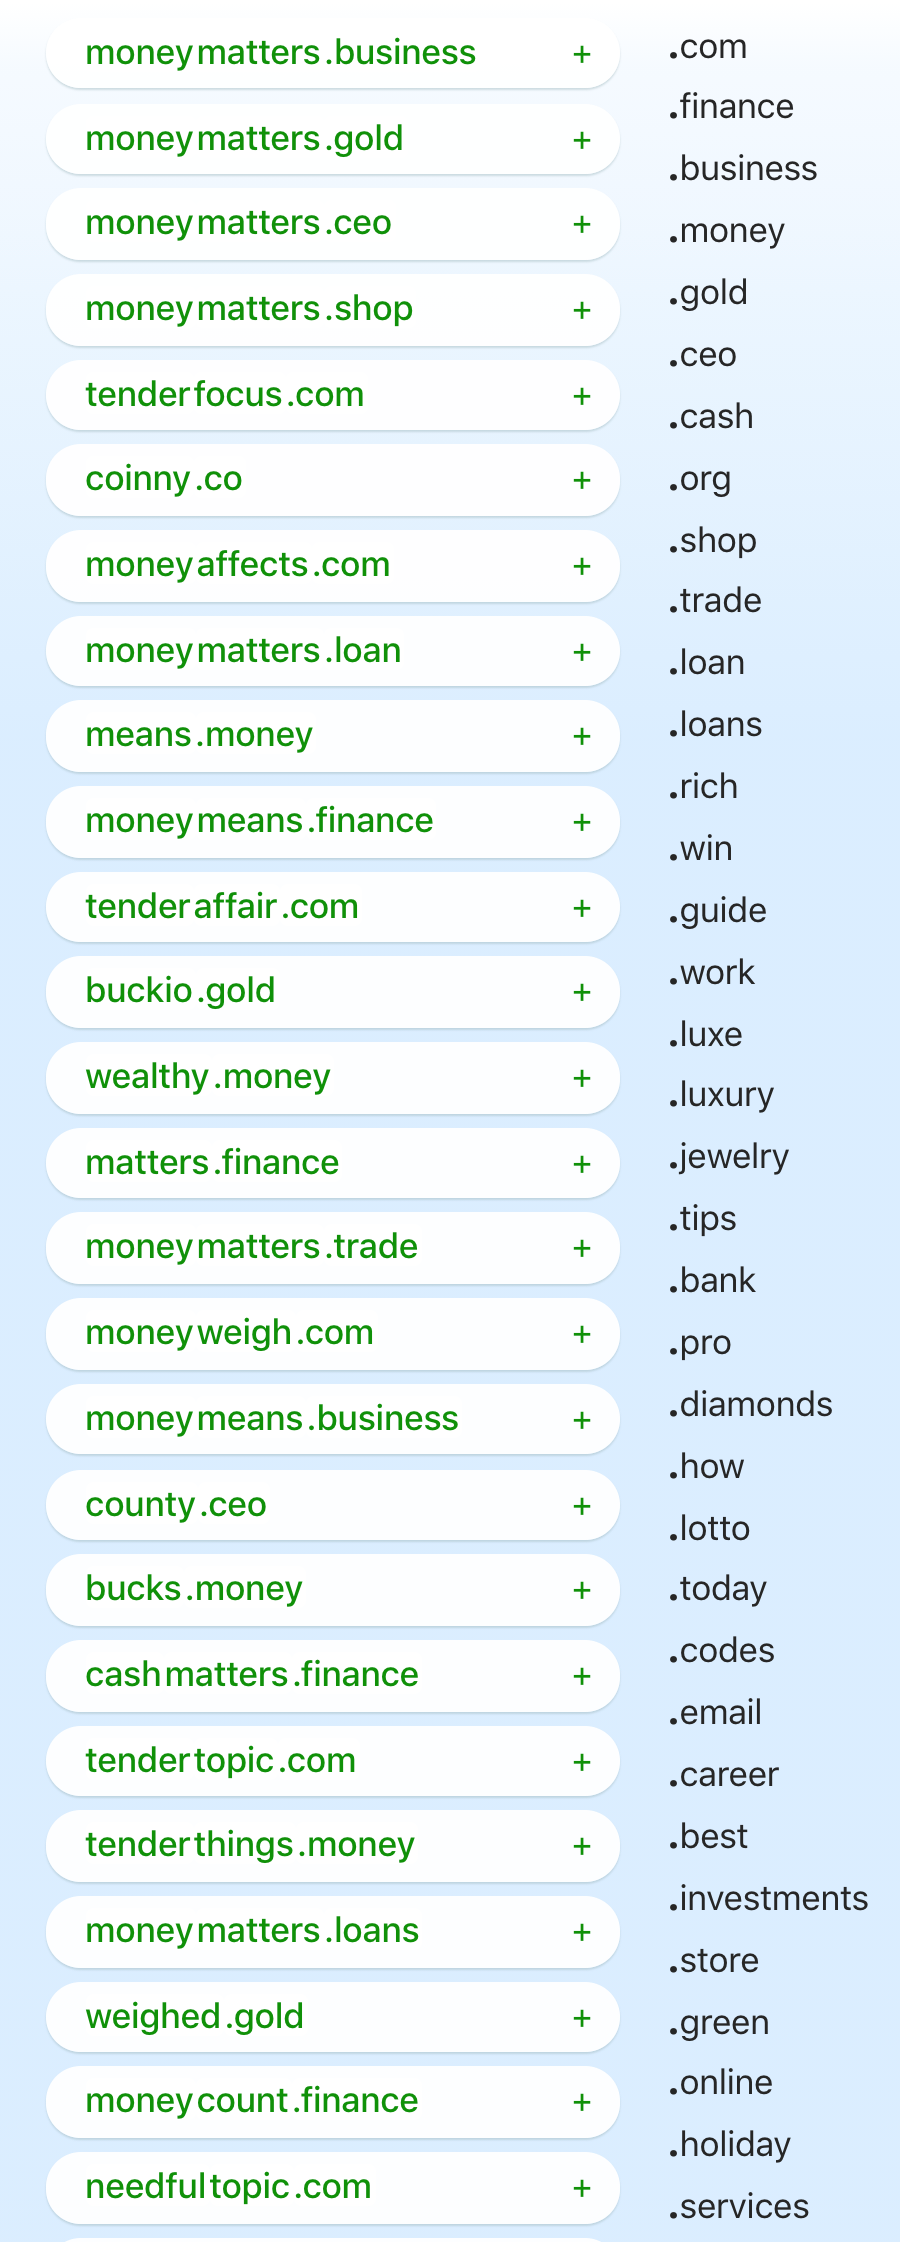 moneymatters.business +
moneymatters.gold +
moneymatters.ceo +
moneymatters.shop +
tenderfocus.com +
coinny.co +
moneyaffects.com +
moneymatters.loan +
means.money +
moneymeans.finance +
tenderaffair.com +
buckio.gold +
wealthy.money +
matters.finance +
moneymatters.trade +
moneyweigh.com +
moneymeans.business +
county.ceo +
bucks.money +
cashmatters.finance +
tendertopic.com +
tenderthings.money +
moneymatters.loans +
weighed.gold +
moneycount.finance +
needfultopic.com +
.com
.finance
.business
.money
.gold
.ceo
.cash
.org
.shop
.trade
.loan
.loans
.rich
.win
.guide
.work
.luxe
.luxury
.jewelry
.tips
.bank
.pro
.diamonds
.how
.lotto
.today
.codes
.email
.career
.best
.investments
.store
.green
.online
.holiday
.services